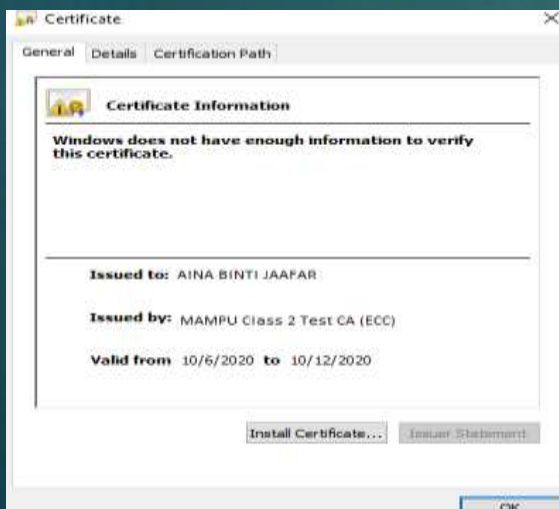 Certificate
General Details Certification Path
Certificate Information
Windows does not have enough information to verify
this certificate.
Issued to: AINA BINTI JAAFAR
Issued by: MAMPU Class 2 Test CA (ECC)
Valid from 10/6/2020 to 10/12/2020
Install Certificate... Issuer Statement
OK